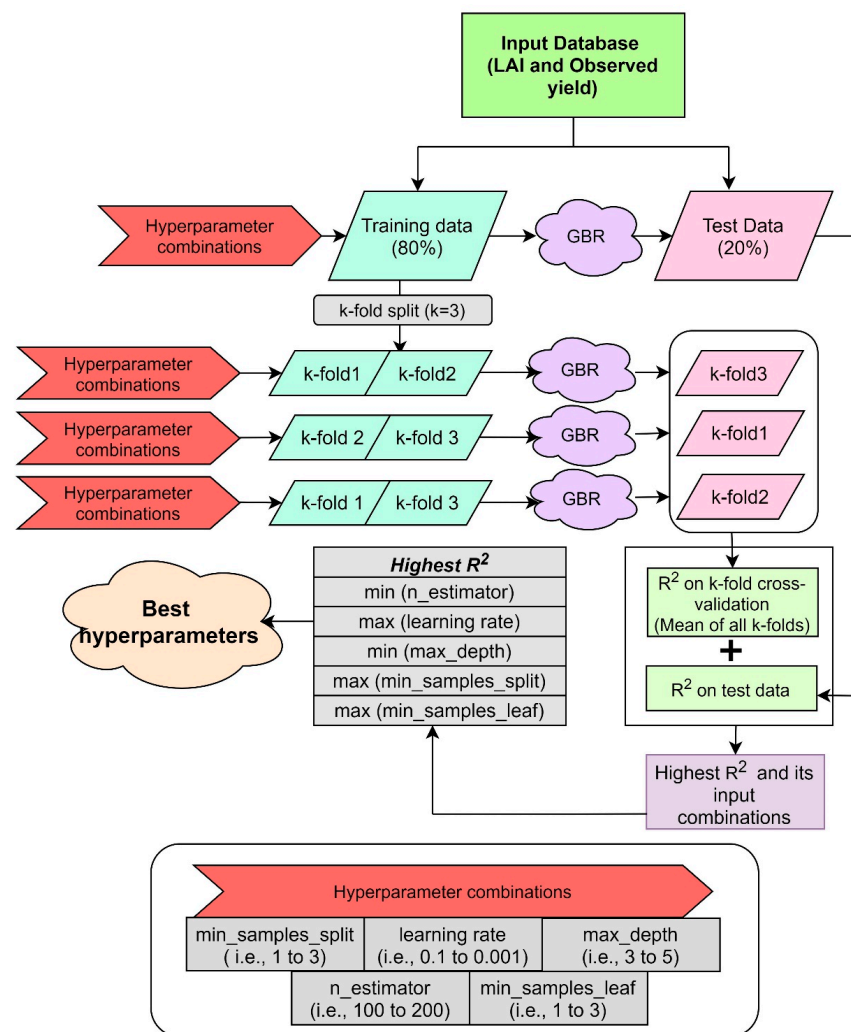 Input Database
(LAI and Observed
yield)
Hyperparameter
combinations
Training data
(80%)
GBR
Test Data
(20%)
k-fold split (k=3)
Hyperparameter
combinations
k-fold1
k-fold2
GBR
k-fold3
Hyperparameter
combinations
k-fold 2
k-fold 3
GBR
k-fold1
Hyperparameter
combinations
k-fold 1
k-fold 3
GBR
k-fold2
Best
hyperparameters
Highest R²
min (n_estimator)
max (learning rate)
min (max_depth)
max (min_samples_split)
max (min_samples_leaf)
R² on k-fold cross-
validation
(Mean of all k-folds)
+
R² on test data
Highest R² and its
input
combinations
Hyperparameter combinations
min_samples_split
( i.e., 1 to 3)
learning rate
(i.e., 0.1 to 0.001)
max_depth
(i.e., 3 to 5)
n_estimator
(i.e., 100 to 200)
min_samples_leaf
(i.e., 1 to 3)